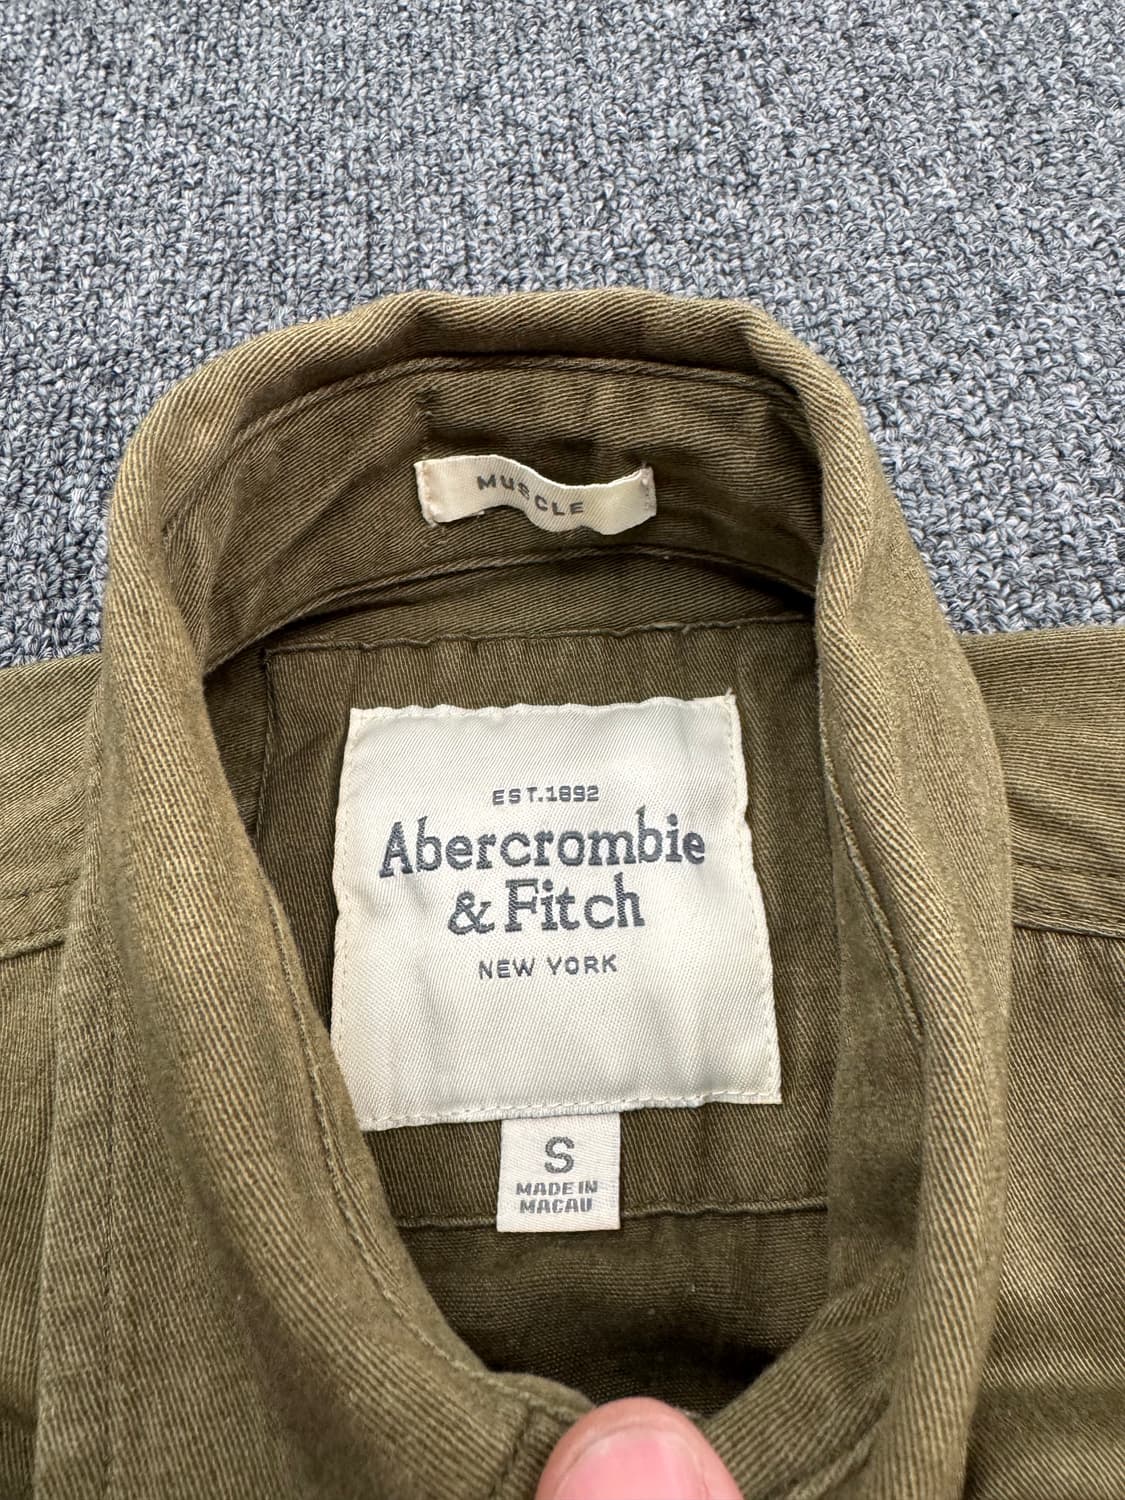 MUSCLE
EST.1892
Abercrombie
& Fitch
NEW YORK
S
MADE IN
MACAU